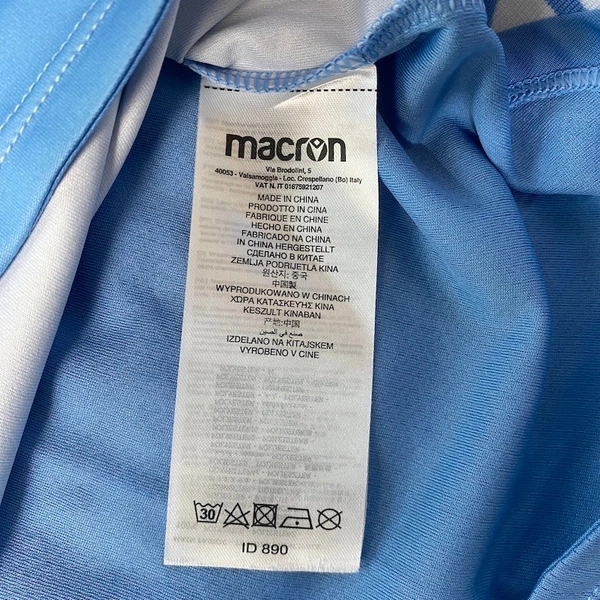 macron
Via Brodolini, 5
40053 - Valsamoggia - Loc. Crespellano (Bo) Italy
VAT N. IT 01675921207
MADE IN CHINA
PRODOTTO IN CINA
FABRIQUE EN CHINE
HECHO EN CHINA
FABRICADO NA CHINA
IN CHINA HERGESTELLT
СДЕЛАНО В КИТАЕ
ZEMLJA PODRIJETLA KINA
원산지: 중국
中国製
WYPRODUKOWANO W CHINACH
ΧΩΡΑ ΚΑΤΑΣΚΕΥΉΣ ΚΙΝΑ
KESZULT KINABAN
产地:中国
صنع في الصين
IZDELANO NA KITAJSKEM
VYROBENO V CINE
30
ID 890